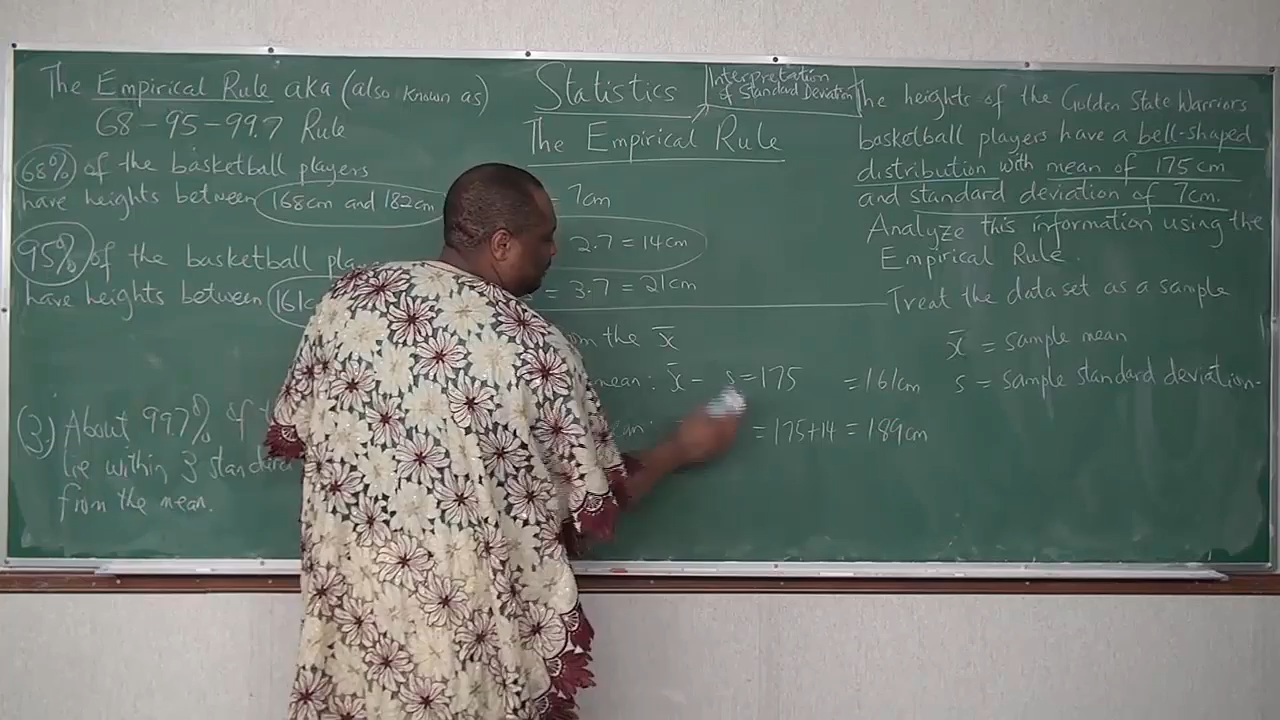 The Empirical Rule aka (also known as)
68-95-99.7 Rule
68% of the basketball players
have heights between 168cm and 182cm
95% of the basketball
have heights between 161
(3.) About 99.7% of
lie within 3
from the mean.
Statistics
Interpretation
of Standard Deviation
The Empirical Rule
= 7cm
2.7 = 14cm
= 3.7 = 21cm
the x̄
mean: x̄ - s = 175 = 161cm
= 175+14 = 189cm
The heights of the Golden State Warriors
basketball players have a bell-shaped
distribution with mean of 175 cm
and standard deviation of 7cm.
Analyze this information using the
Empirical Rule.
Treat the data set as a sample
x̄ = sample mean
s = sample standard deviation.